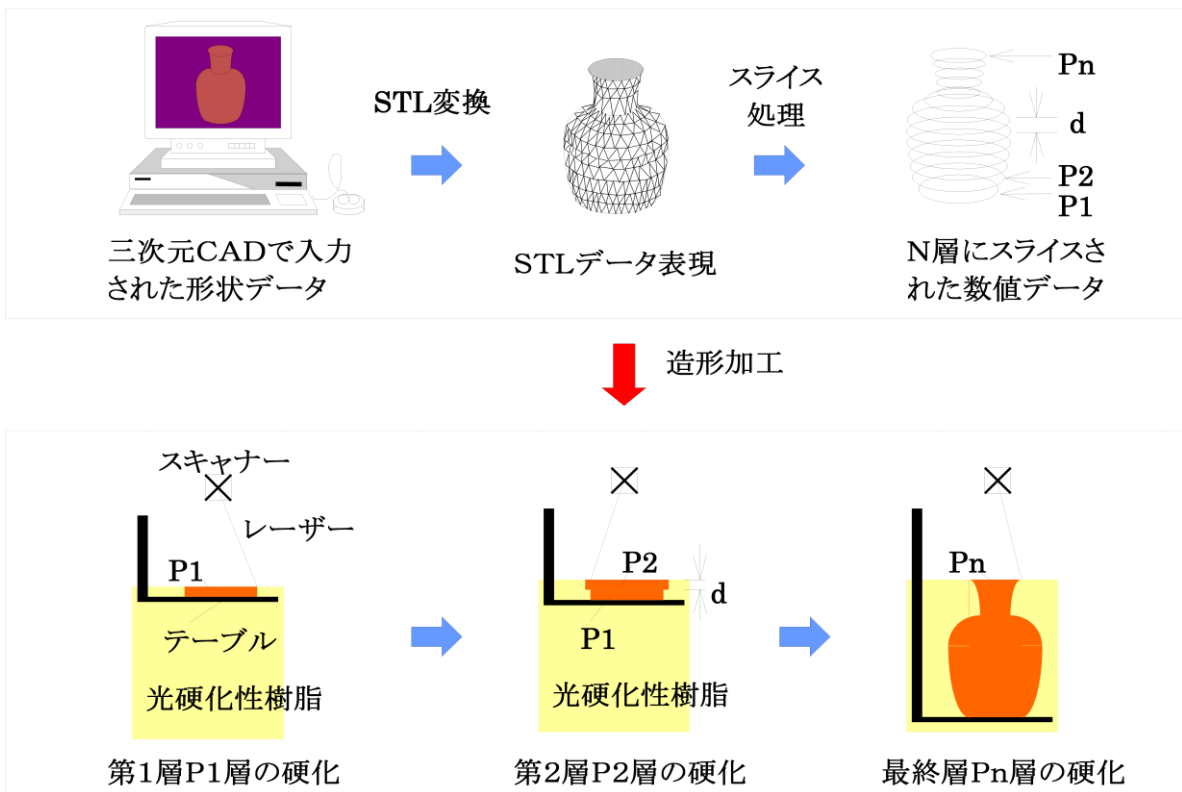 STL変換
スライス
処理
Pn
d
P2
P1
三次元CADで入力
された形状データ
STLデータ表現
N層にスライスさ
れた数値データ
造形加工
スキャナー
レーザー
P1
テーブル
光硬化性樹脂
第1層P1層の硬化
P2
d
P1
光硬化性樹脂
第2層P2層の硬化
Pn
最終層Pn層の硬化